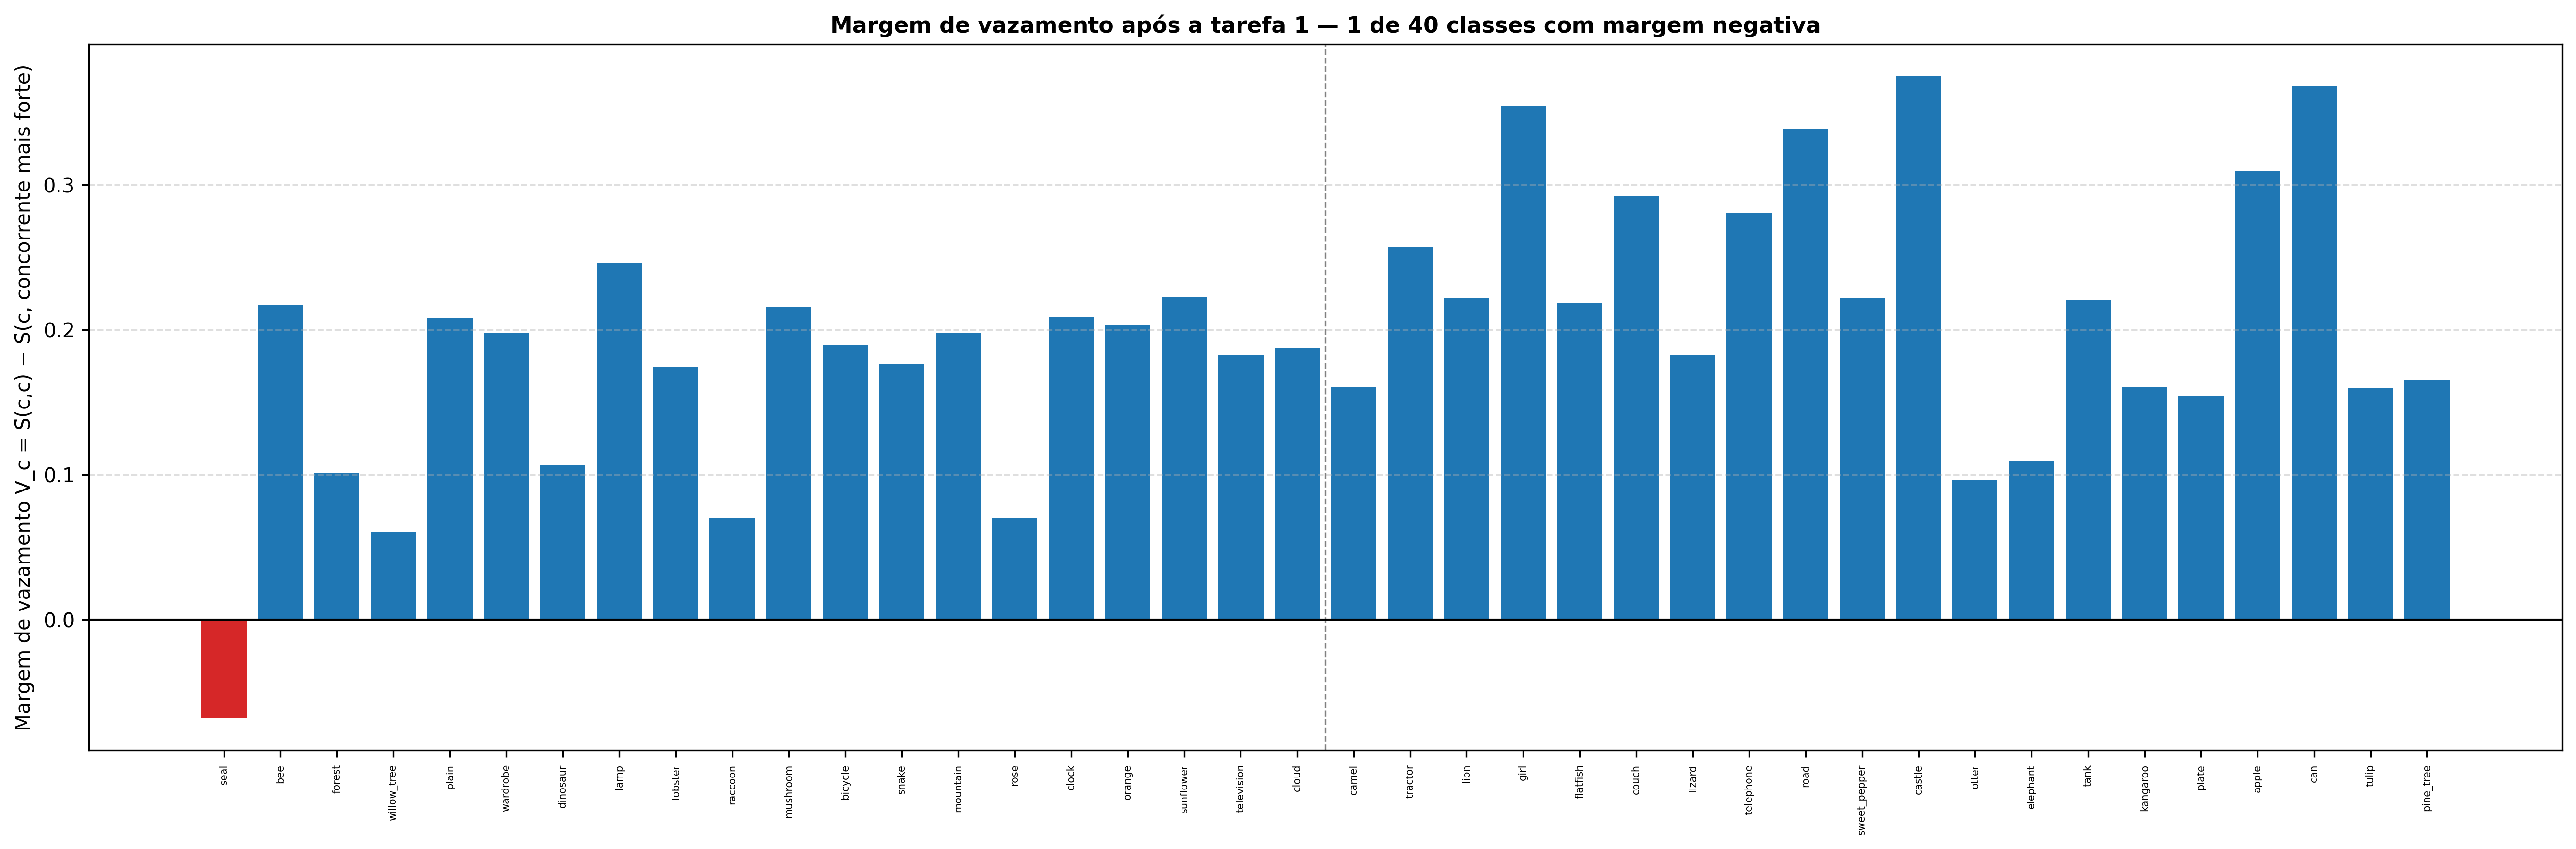 Margem de vazamento após a tarefa 1 — 1 de 40 classes com margem negativa
Margem de vazamento V_c = S(c,c) − S(c, concorrente mais forte)
0.3
0.2
0.1
0.0
seal
bee
forest
willow_tree
plain
wardrobe
dinosaur
lamp
lobster
raccoon
mushroom
bicycle
snake
mountain
rose
clock
orange
sunflower
television
cloud
camel
tractor
lion
girl
flatfish
couch
lizard
telephone
road
sweet_pepper
castle
otter
elephant
tank
kangaroo
plate
apple
can
tulip
pine_tree